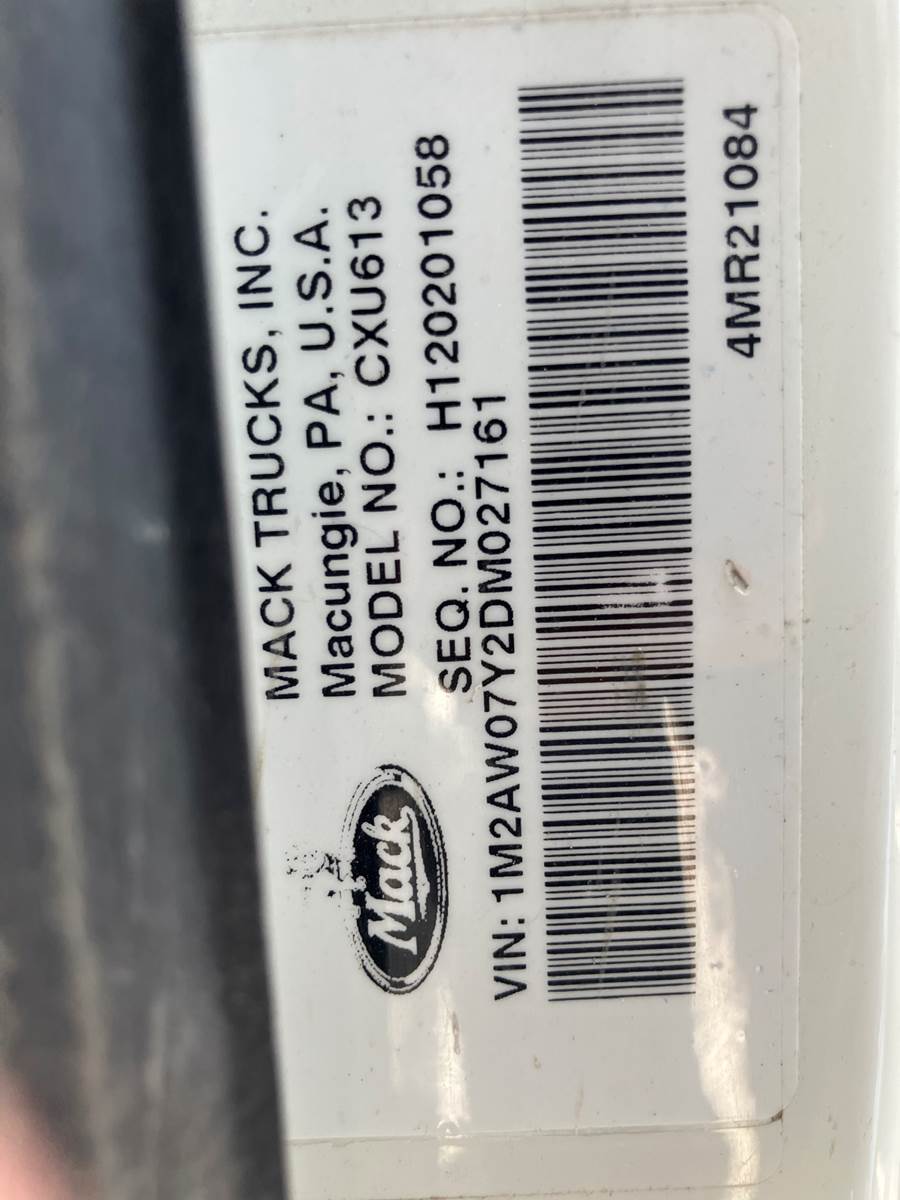 MACK TRUCKS, INC.
Macungie, PA, U.S.A.
MODEL NO.: CXU613
SEQ. NO.: H120201058
Mack
VIN: 1M2AW07Y2DM027161
4MR21084